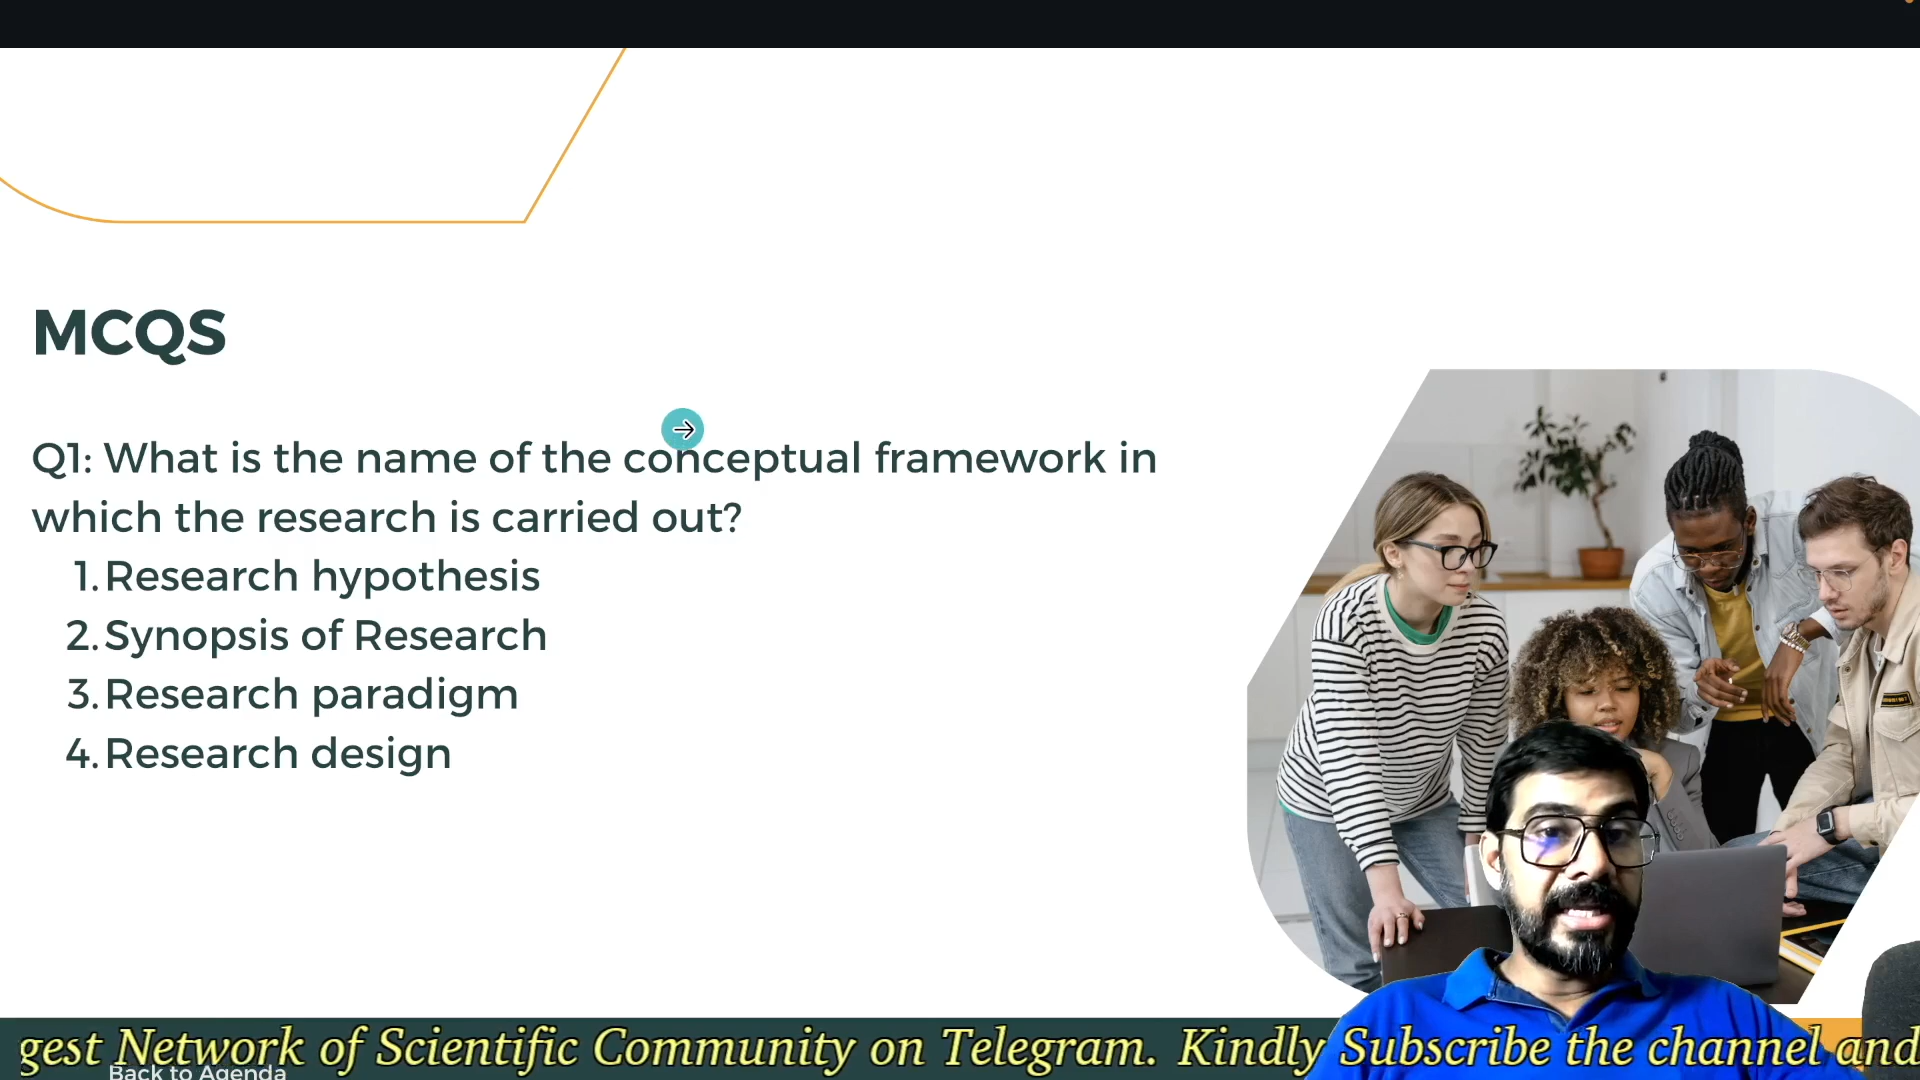 MCQS
Q1: What is the name of the conceptual framework in
which the research is carried out?
1. Research hypothesis
2. Synopsis of Research
3. Research paradigm
4. Research design
gest Network of Scientific Community on Telegram. Kindly Subscribe the channel and
Back to Agenda